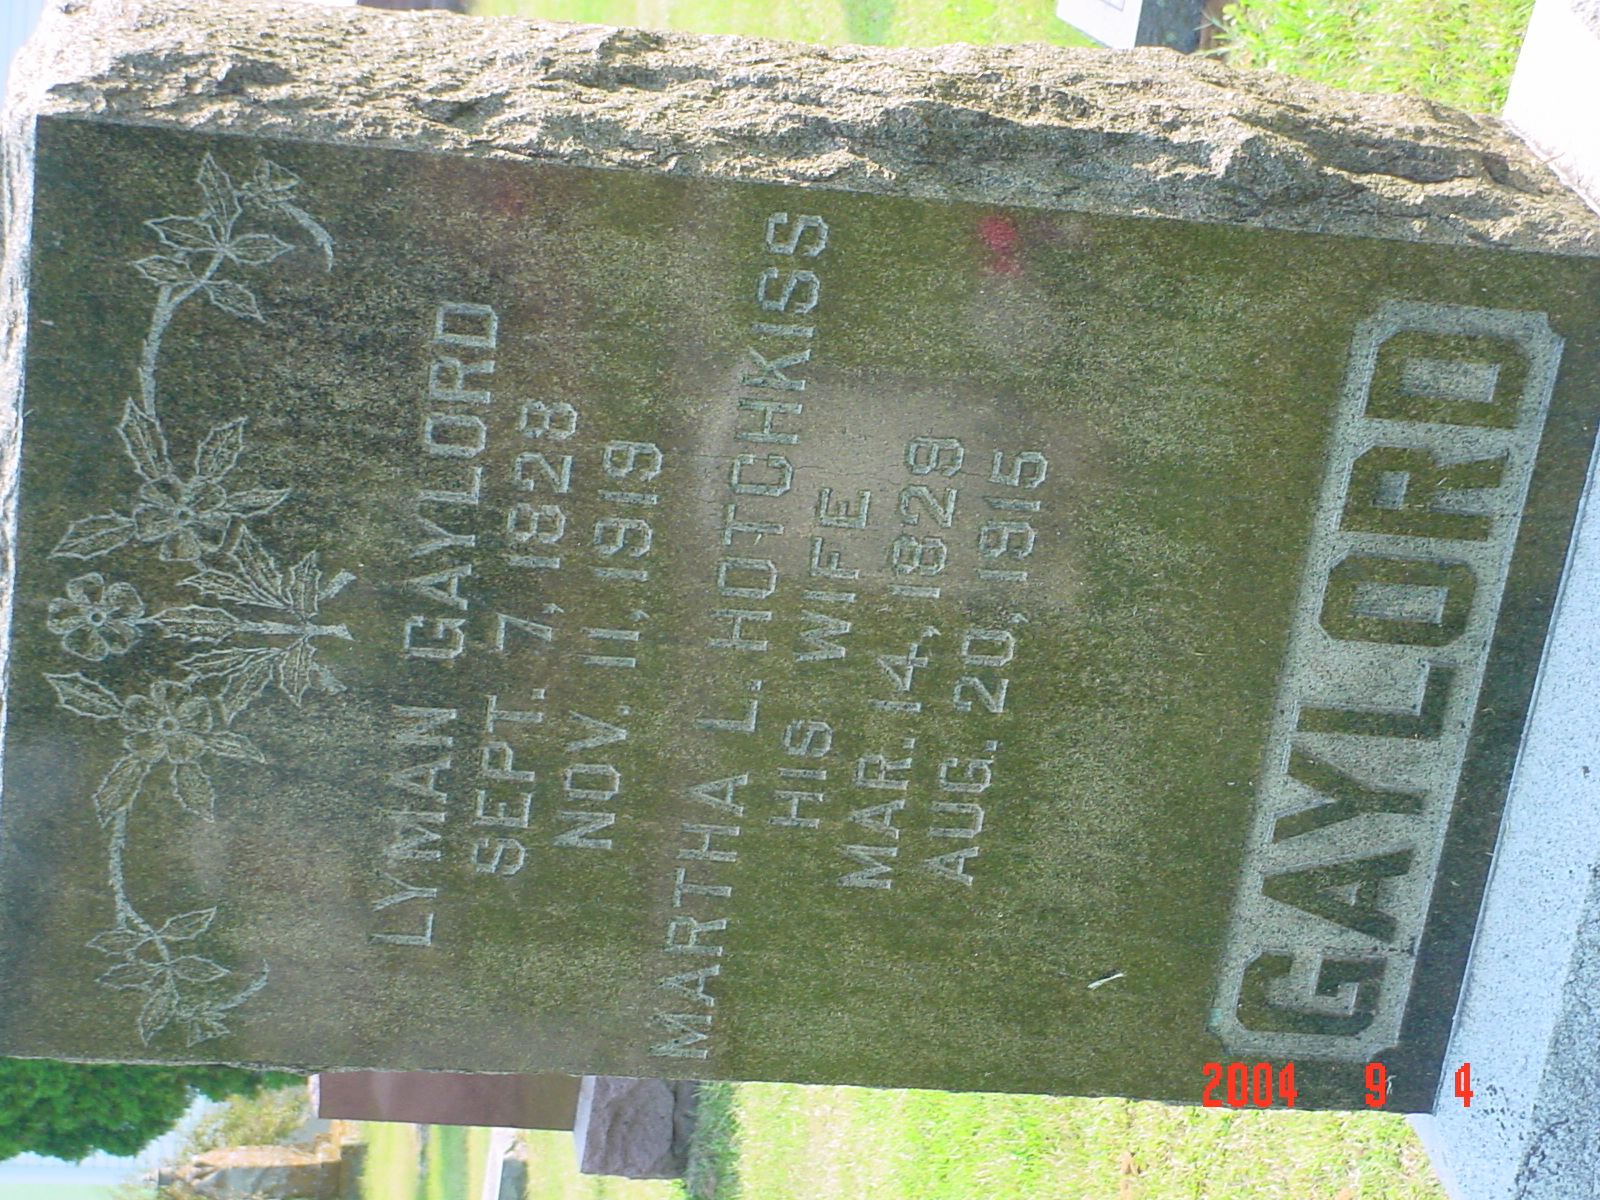 LYMAN GAYLORD
SEPT. 7, 1828
NOV. 11, 1919
MARTHA L. HOTCHKISS
HIS WIFE
MAR. 14, 1829
AUG. 20, 1915
GAYLORD
2004 9 4